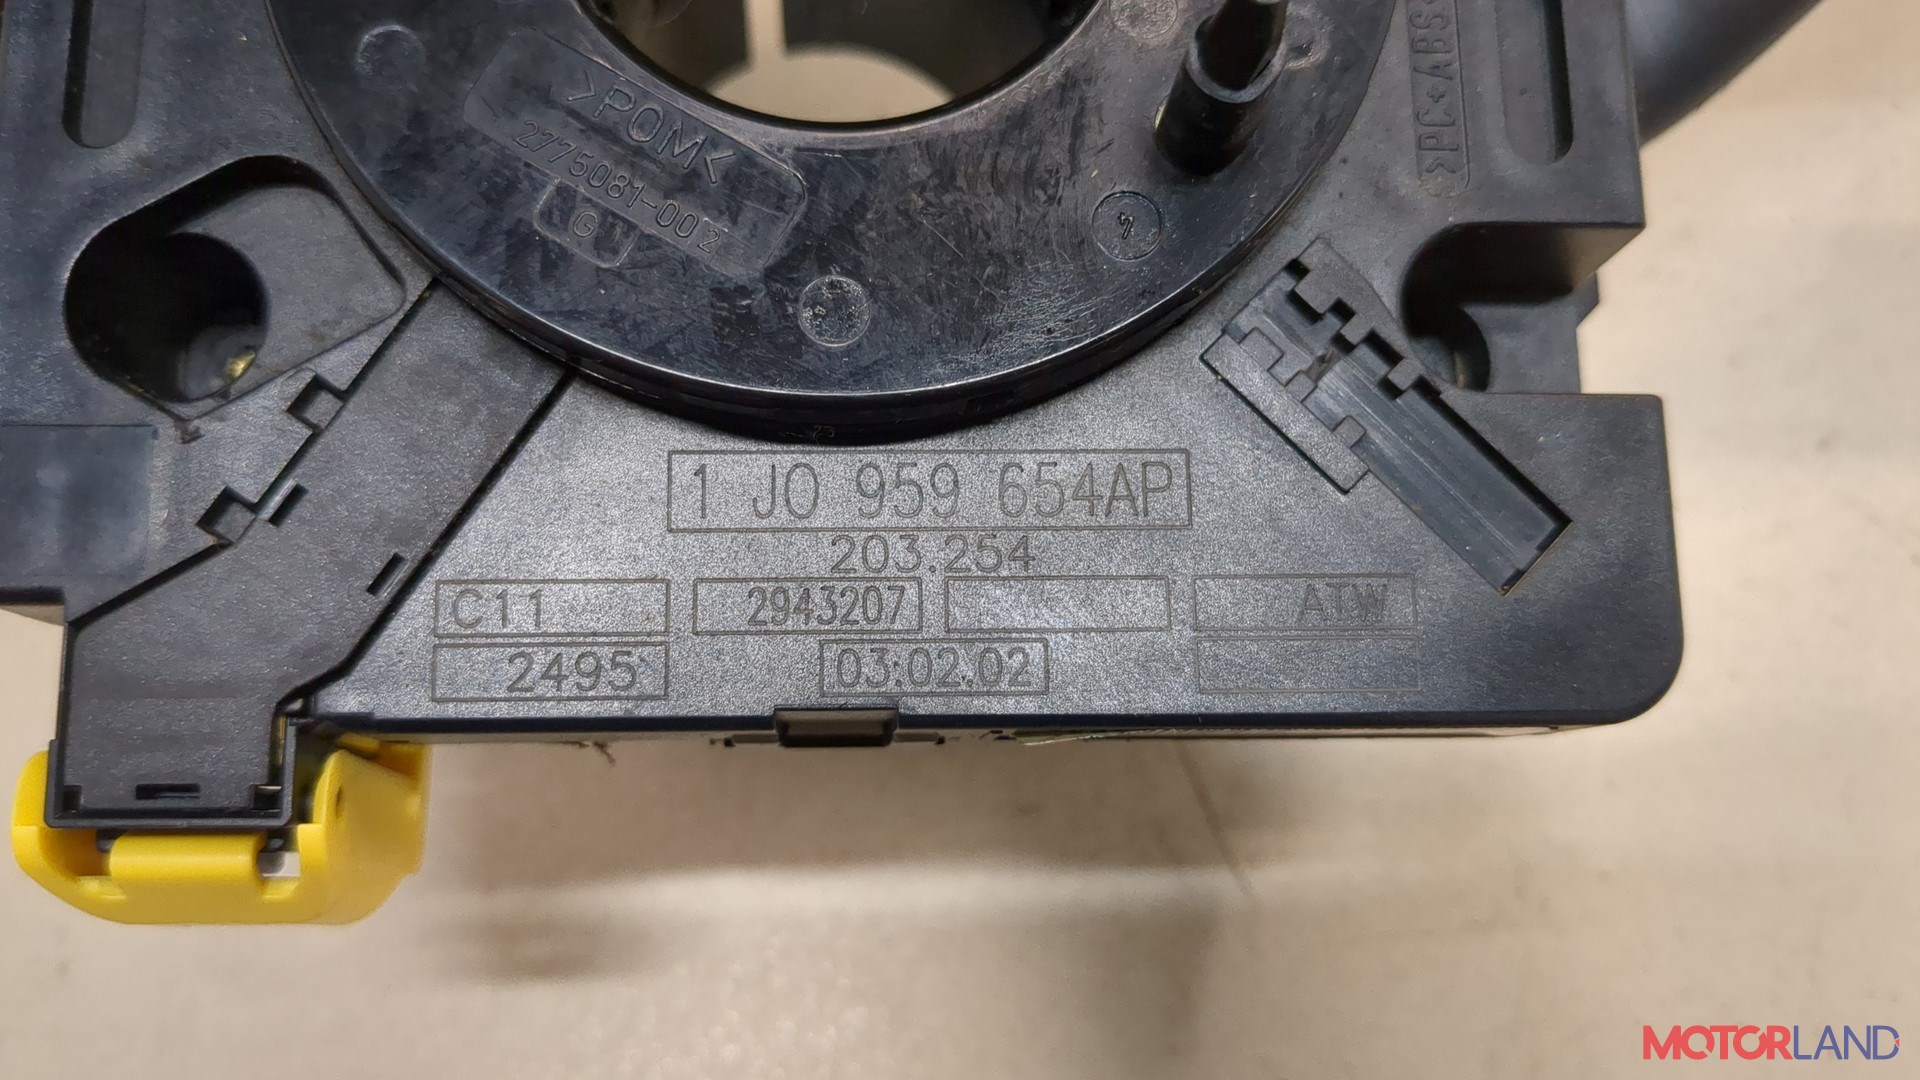 >PC+ABS<
>POM<
2775081-002
G
4
1 J0 959 654AP
203.254
C11 2943207 ATW
2495 03.02.02
MOTORLAND